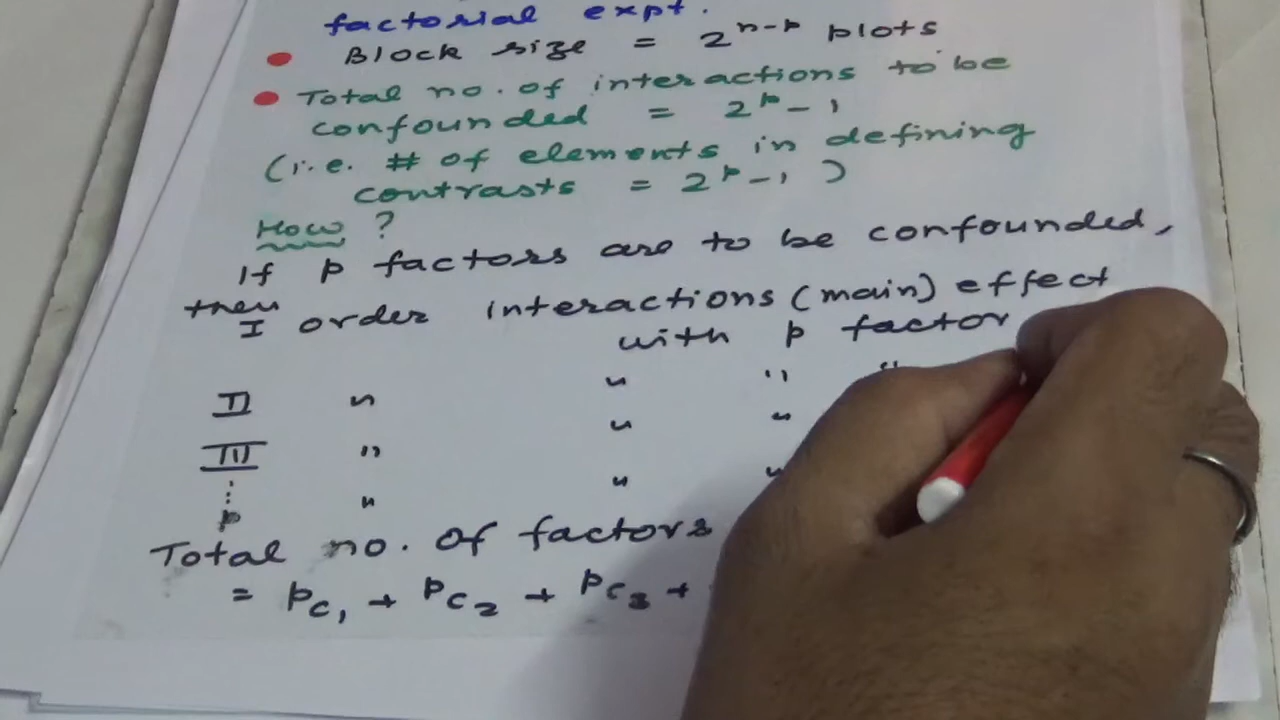 factorial expt.
• Block size = 2^{n-p} plots
• Total no. of interactions to be
confounded = 2^p - 1
(i.e. # of elements in defining
contrasts = 2^p - 1 )
How ?
If p factors are to be confounded,
then
I order interactions (main) effect
with p factor
II " " " "
III " " "
⋮
p " " "
Total no. of factors
= pC₁ + pC₂ + pC₃ +